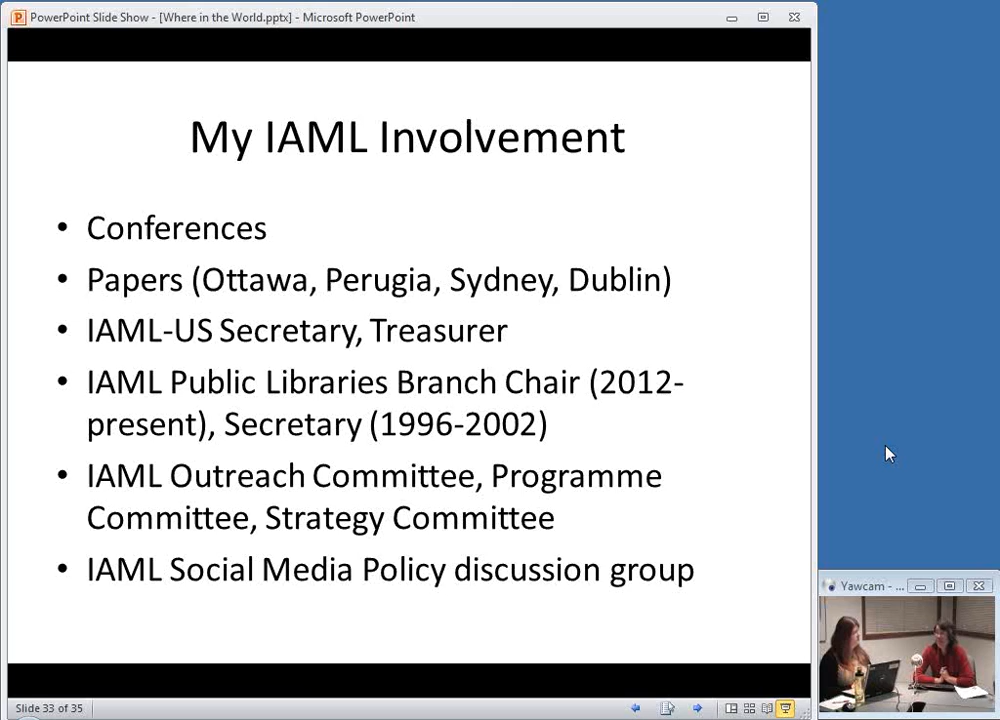 PowerPoint Slide Show - [Where in the World.pptx] - Microsoft PowerPoint
My IAML Involvement
• Conferences
• Papers (Ottawa, Perugia, Sydney, Dublin)
• IAML-US Secretary, Treasurer
• IAML Public Libraries Branch Chair (2012-
present), Secretary (1996-2002)
• IAML Outreach Committee, Programme
Committee, Strategy Committee
• IAML Social Media Policy discussion group
Yawcam - ...
Slide 33 of 35